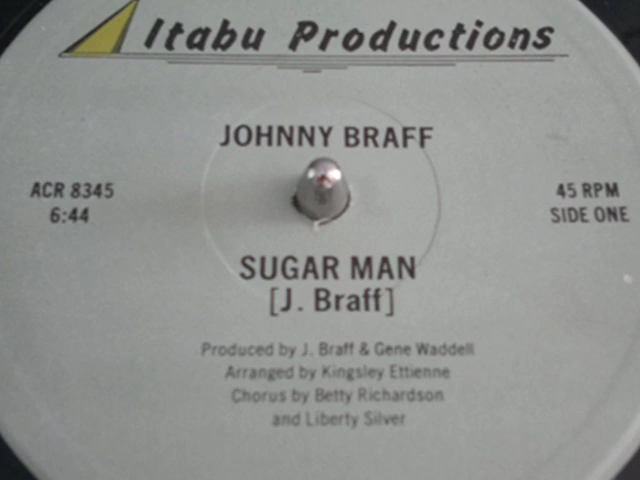 Itabu Productions
JOHNNY BRAFF
ACR 8345
6:44
45 RPM
SIDE ONE
SUGAR MAN
[J. Braff]
Produced by J. Braff & Gene Waddell
Arranged by Kingsley Ettienne
Chorus by Betty Richardson
and Liberty Silver